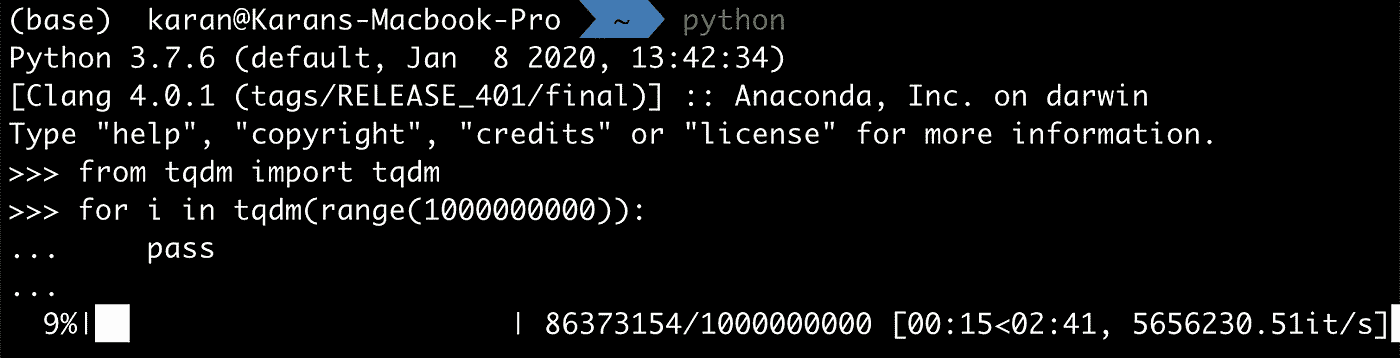 (base) karan@Karans-Macbook-Pro ~ python
Python 3.7.6 (default, Jan  8 2020, 13:42:34)
[Clang 4.0.1 (tags/RELEASE_401/final)] :: Anaconda, Inc. on darwin
Type "help", "copyright", "credits" or "license" for more information.
>>> from tqdm import tqdm
>>> for i in tqdm(range(1000000000)):
...     pass
...
  9%|██                      | 86373154/1000000000 [00:15<02:41, 5656230.51it/s]